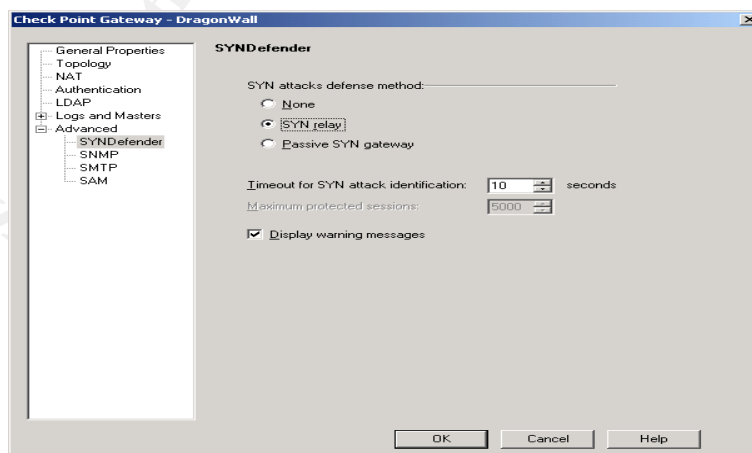 Check Point Gateway - DragonWall
General Properties
Topology
NAT
Authentication
LDAP
Logs and Masters
Advanced
SYNDefender
SNMP
SMTP
SAM
SYNDefender
SYN attacks defense method:
None
SYN relay
Passive SYN gateway
Timeout for SYN attack identification: 10 seconds
Maximum protected sessions: 5000
Display warning messages
OK Cancel Help